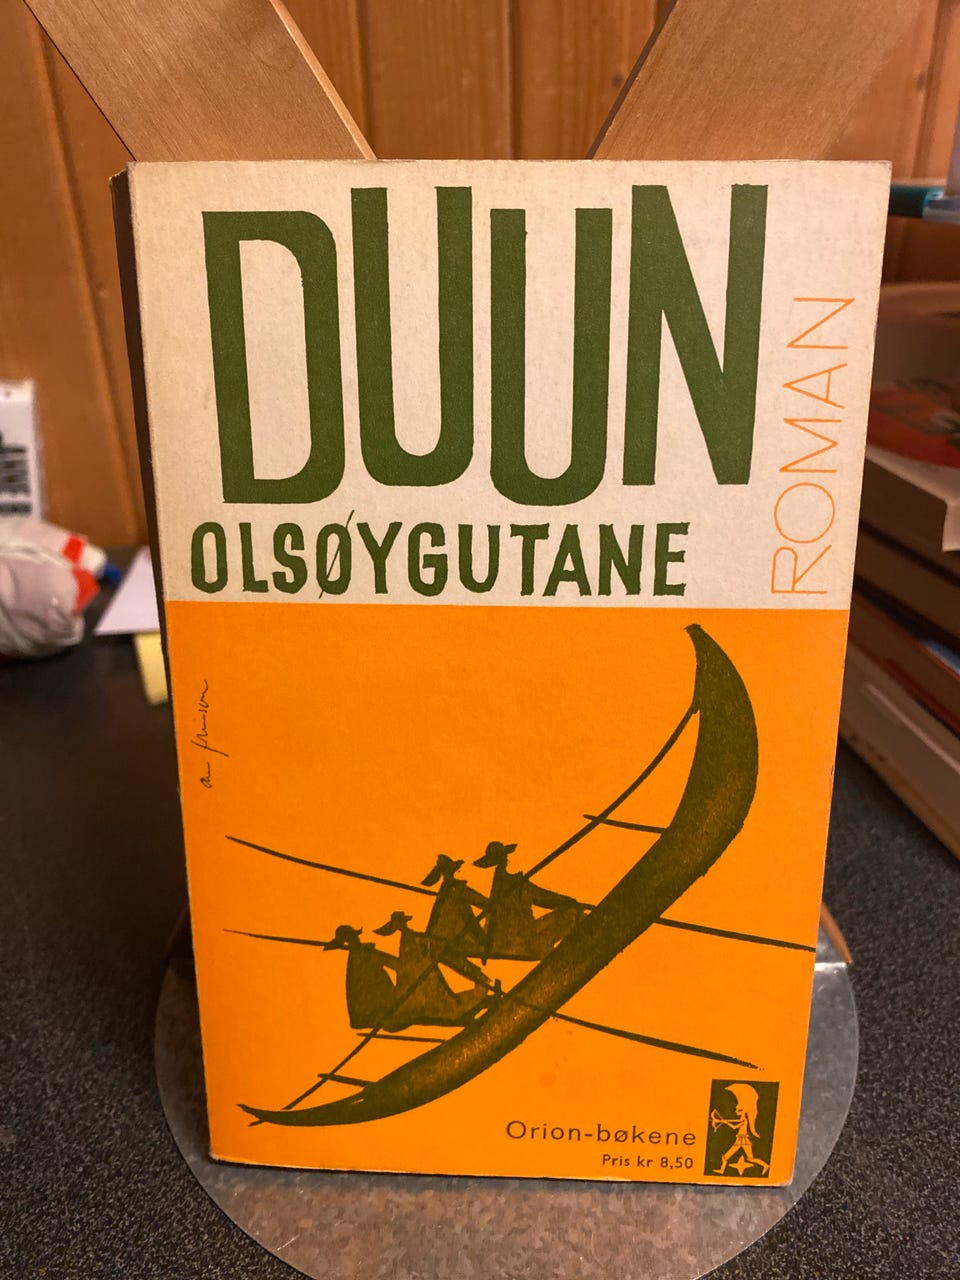 DUUN
OLSØYGUTANE
ROMAN
Orion-bøkene
Pris kr 8,50